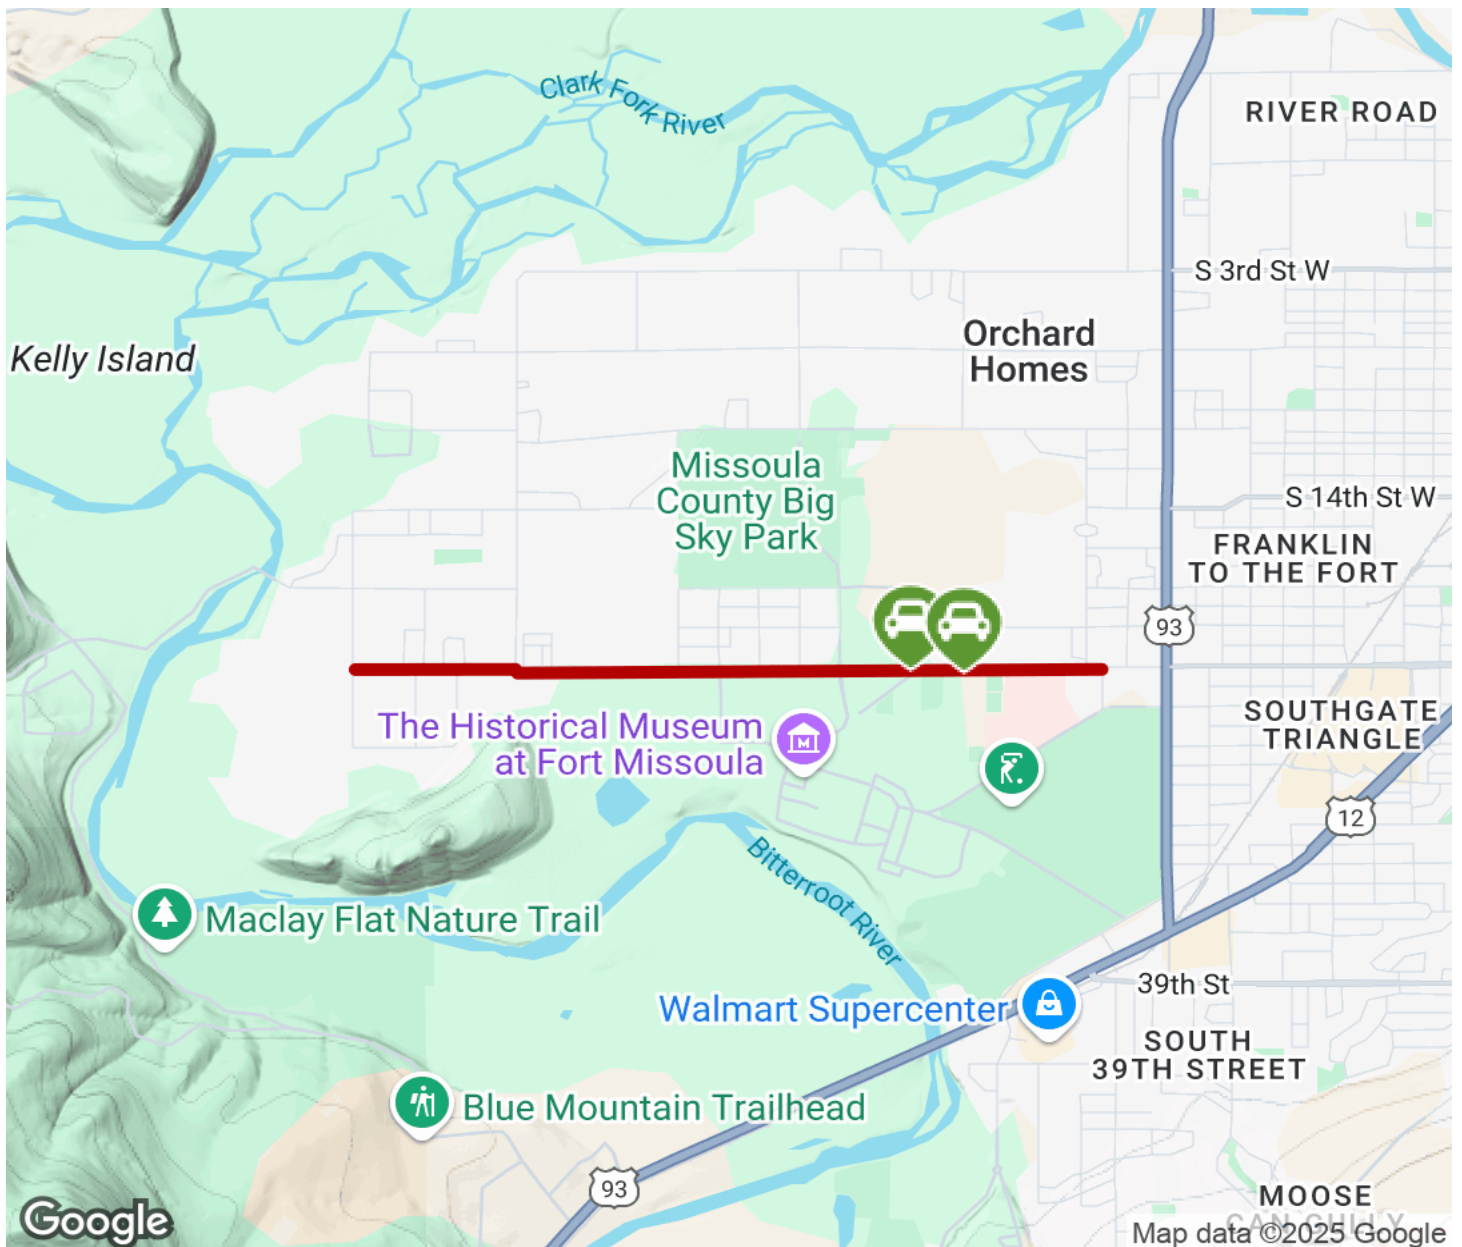 Clark Fork River
RIVER ROAD
S 3rd St W
Orchard
Homes
Kelly Island
Missoula
County Big
Sky Park
S 14th St W
FRANKLIN
TO THE FORT
93
The Historical Museum
at Fort Missoula
SOUTHGATE
TRIANGLE
12
Bitterroot River
Maclay Flat Nature Trail
39th St
Walmart Supercenter
SOUTH
39TH STREET
Blue Mountain Trailhead
93
MOOSE
CAN GULLY
Google
Map data ©2025 Google